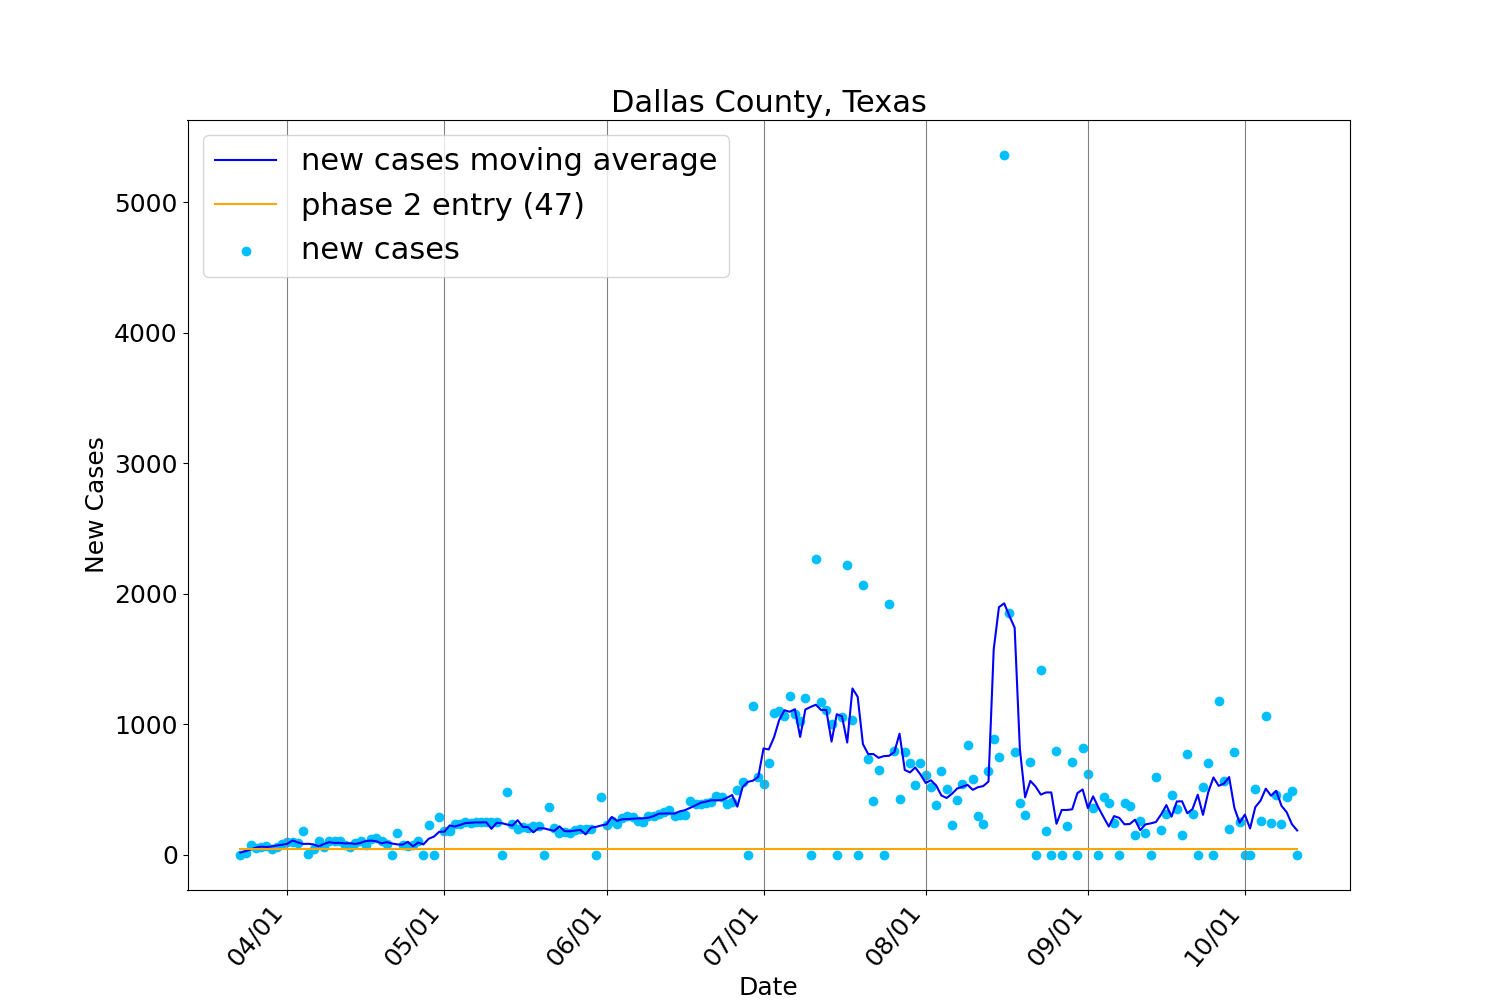 Dallas County, Texas
new cases moving average
phase 2 entry (47)
new cases
New Cases
5000
4000
3000
2000
1000
0
04/01
05/01
06/01
07/01
08/01
09/01
10/01
Date